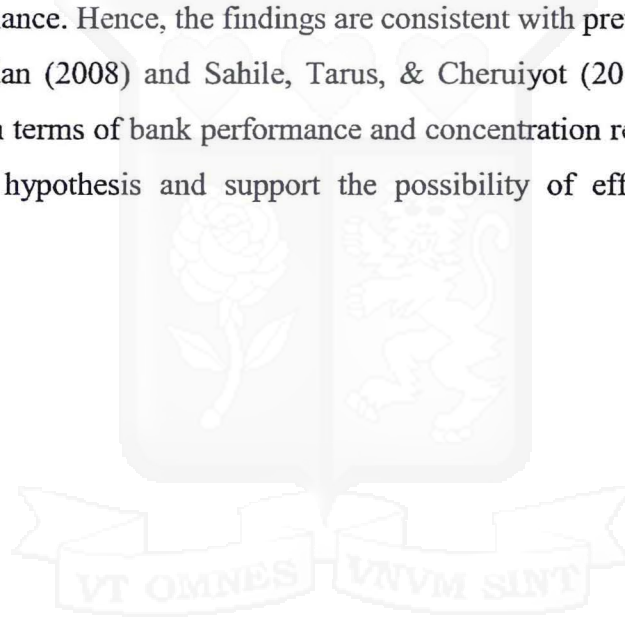 lance. Hence, the findings are consistent with pre
an (2008) and Sahile, Tarus, & Cheruiyot (20
terms of bank performance and concentration re
hypothesis and support the possibility of eff
VT OMNES VNVM SINT